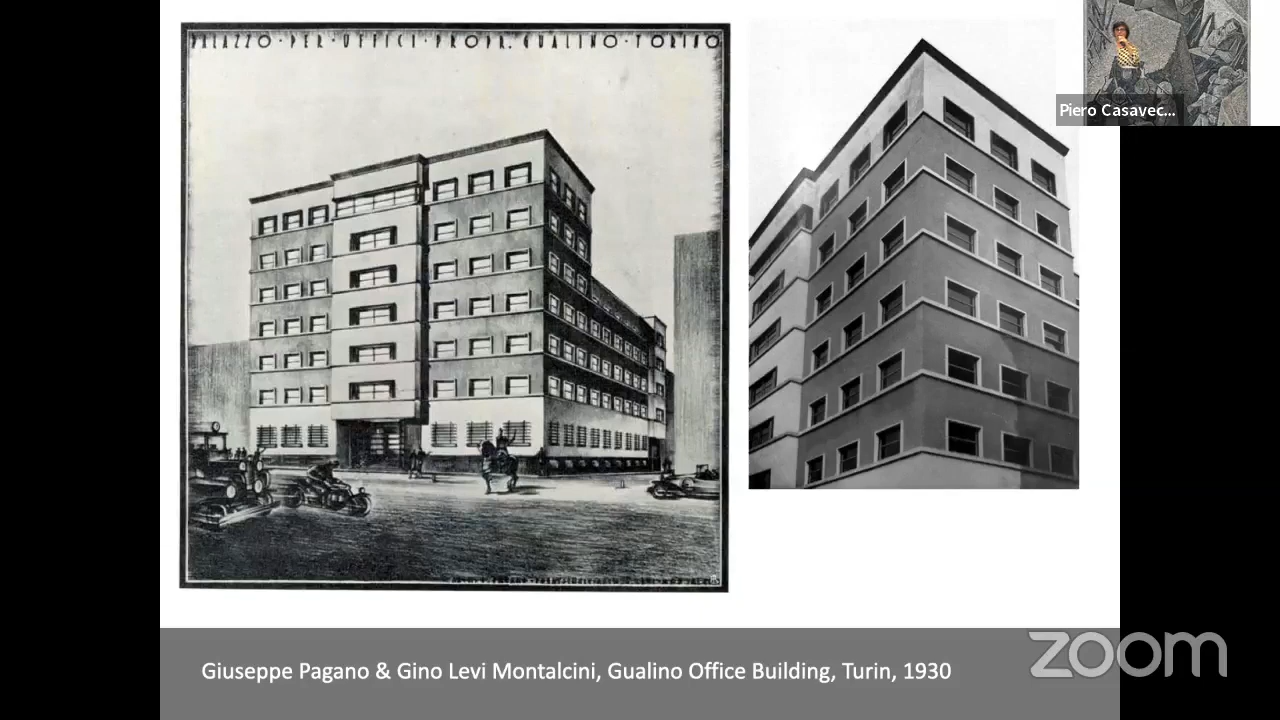 PALAZZO · PER · UFFICI · PROPR. GUALINO · TORINO
Piero Casavec...
Giuseppe Pagano & Gino Levi Montalcini, Gualino Office Building, Turin, 1930
zoom